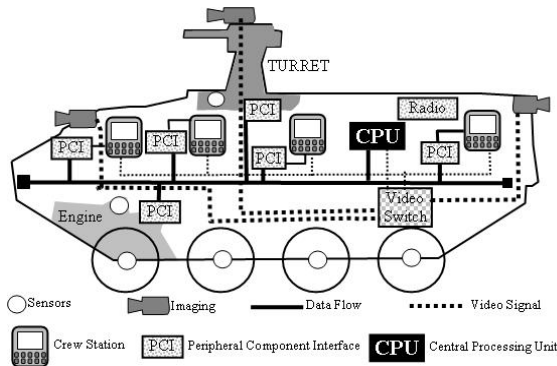 TURRET
PCI
Radio
PCI
PCI
CPU
PCI
PCI
PCI
Engine
Video
Switch
Sensors
Imaging
Data Flow
Video Signal
Crew Station
PCI
Peripheral Component Interface
CPU
Central Processing Unit